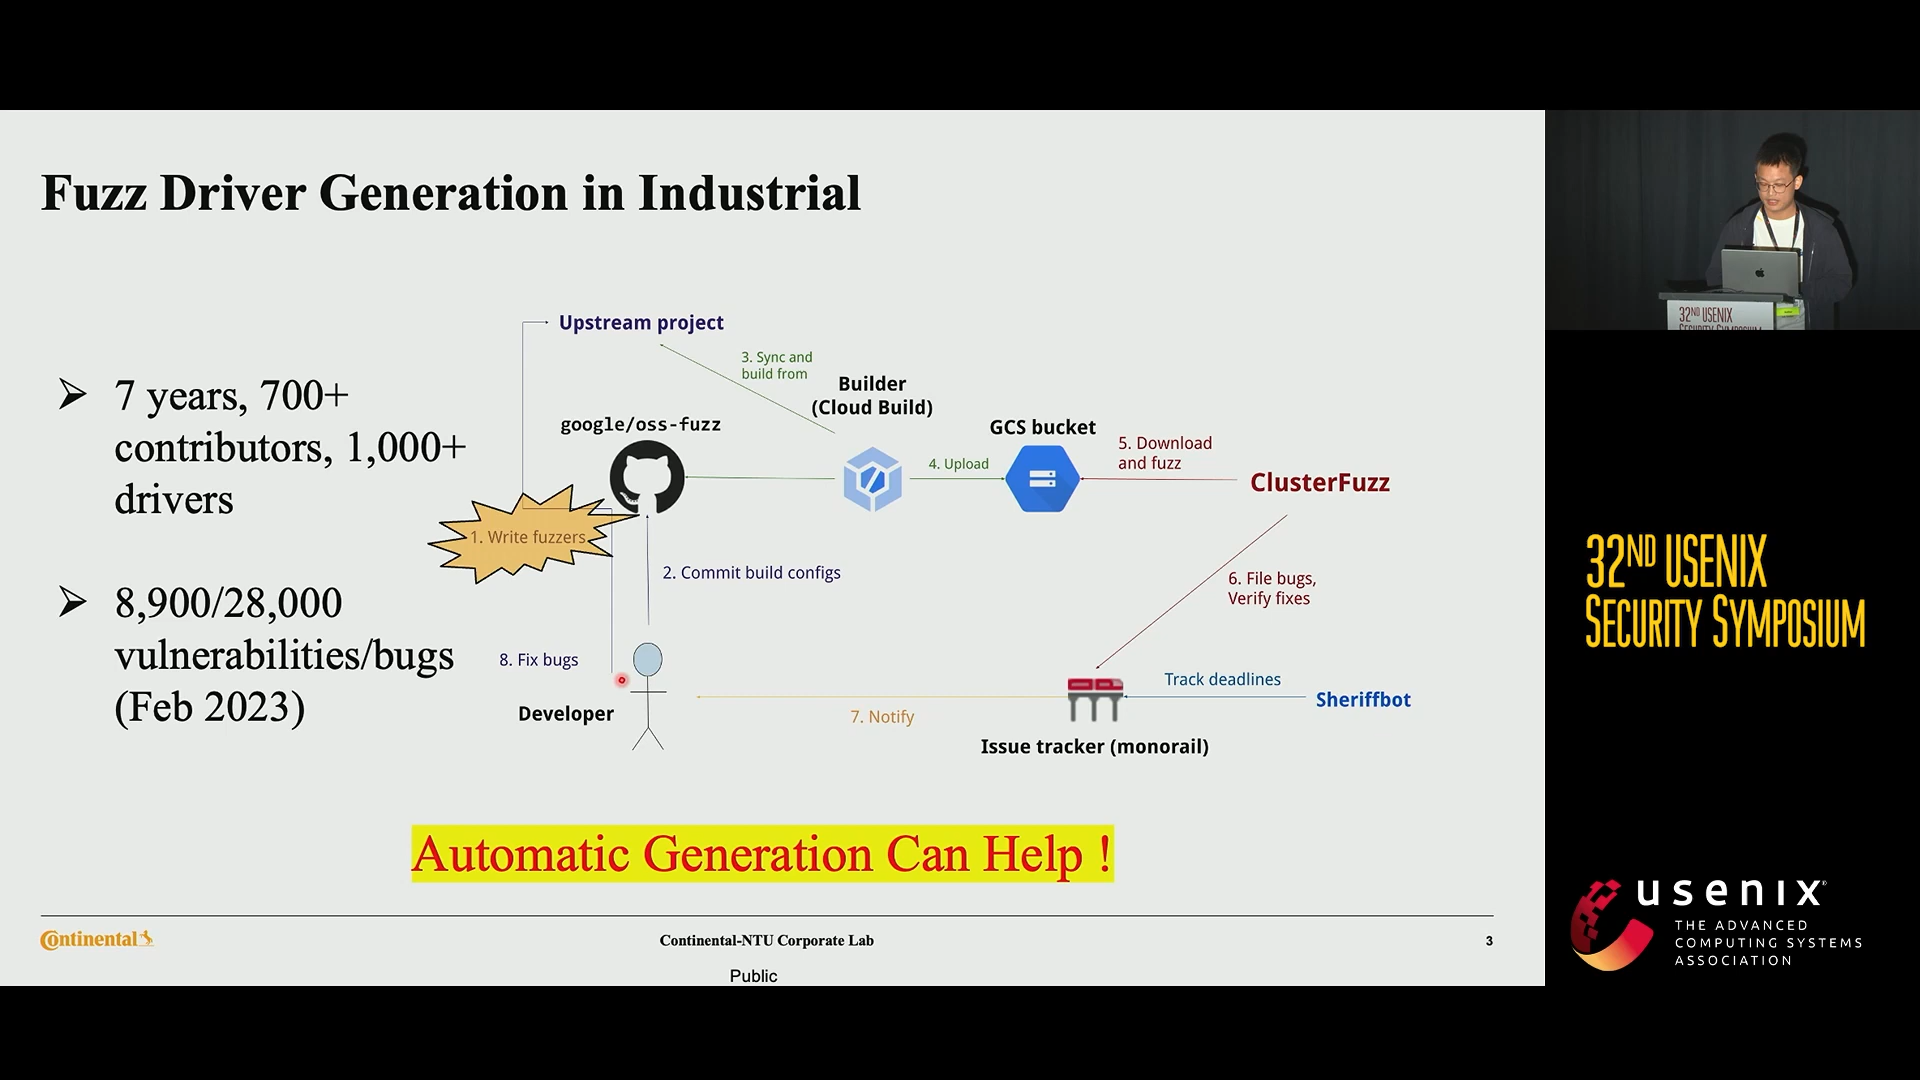 Fuzz Driver Generation in Industrial
7 years, 700+
contributors, 1,000+
drivers
8,900/28,000
vulnerabilities/bugs
(Feb 2023)
Upstream project
3. Sync and
build from
Builder
(Cloud Build)
google/oss-fuzz
GCS bucket
4. Upload
5. Download
and fuzz
ClusterFuzz
1. Write fuzzers
2. Commit build configs
6. File bugs,
Verify fixes
8. Fix bugs
Developer
7. Notify
Track deadlines
Sheriffbot
Issue tracker (monorail)
Automatic Generation Can Help !
Continental
Continental-NTU Corporate Lab
3
Public
32ND USENIX
SECURITY SYMPOSIUM
32ND USENIX
SECURITY SYMPOSIUM
usenix
THE ADVANCED
COMPUTING SYSTEMS
ASSOCIATION